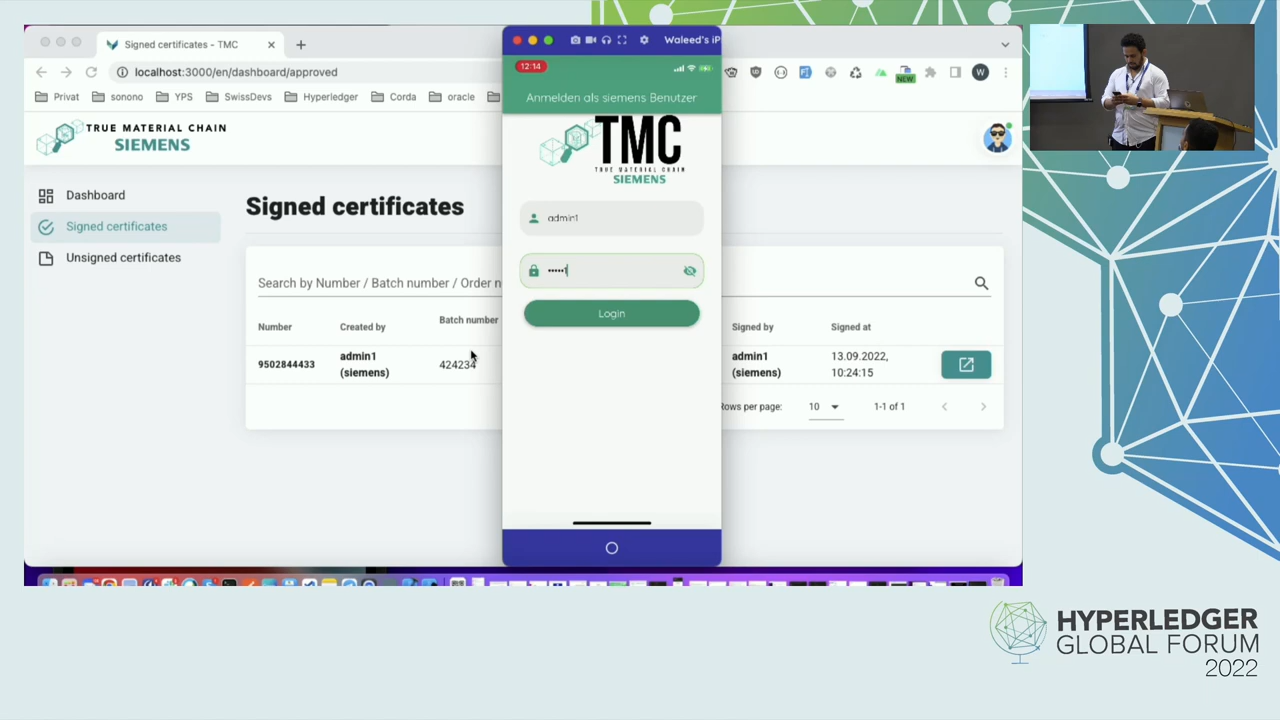 Signed certificates - TMC
Waleed's iP
localhost:3000/en/dashboard/approved
12:14
NEW
W
Privat
sonono
YPS
SwissDevs
Hyperledger
Corda
oracle
Anmelden als siemens Benutzer
TRUE MATERIAL CHAIN
SIEMENS
TMC
TRUE MATERIAL CHAIN
SIEMENS
Dashboard
Signed certificates
Unsigned certificates
Signed certificates
admin1
•••••1
Login
Search by Number / Batch number / Order n
Number
Created by
Batch number
Signed by
Signed at
9502844433
admin1
(siemens)
424234
admin1
(siemens)
13.09.2022,
10:24:15
Rows per page:
10
1-1 of 1
HYPERLEDGER
GLOBAL FORUM
2022